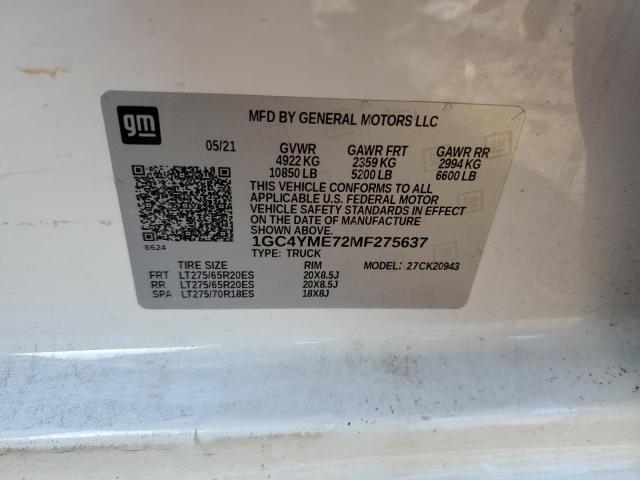 gm
MFD BY GENERAL MOTORS LLC
05/21 GVWR GAWR FRT GAWR RR
4922 KG 2359 KG 2994 KG
10850 LB 5200 LB 6600 LB
THIS VEHICLE CONFORMS TO ALL
APPLICABLE U.S. FEDERAL MOTOR
VEHICLE SAFETY STANDARDS IN EFFECT
ON THE DATE OF MANUFACTURE
SHOWN ABOVE.
8624 1GC4YME72MF275637
TYPE: TRUCK
TIRE SIZE RIM MODEL: 27CK20943
FRT LT275/65R20ES 20X8.5J
RR LT275/65R20ES 20X8.5J
SPA LT275/70R18ES 18X8J